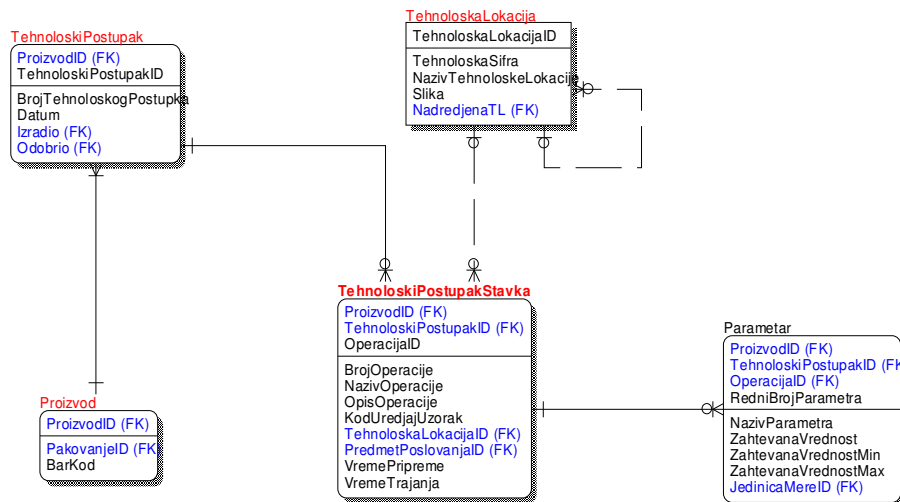 TehnoloskiPostupak
ProizvodID (FK)
TehnoloskiPostupakID
BrojTehnoloskogPostupka
Datum
Izradio (FK)
Odobrio (FK)
TehnoloskaLokacija
TehnoloskaLokacijaID
TehnoloskaSifra
NazivTehnoloskeLokacije
Slika
NadredjenaTL (FK)
TehnoloskiPostupakStavka
ProizvodID (FK)
TehnoloskiPostupakID (FK)
OperacijaID
BrojOperacije
NazivOperacije
OpisOperacije
KodUredjajUzorak
TehnoloskaLokacijaID (FK)
PredmetPoslovanjaID (FK)
VremePripreme
VremeTrajanja
Parametar
ProizvodID (FK)
TehnoloskiPostupakID (FK
OperacijaID (FK)
RedniBrojParametra
NazivParametra
ZahtevanaVrednost
ZahtevanaVrednostMin
ZahtevanaVrednostMax
JedinicaMereID (FK)
Proizvod
ProizvodID (FK)
PakovanjeID (FK)
BarKod